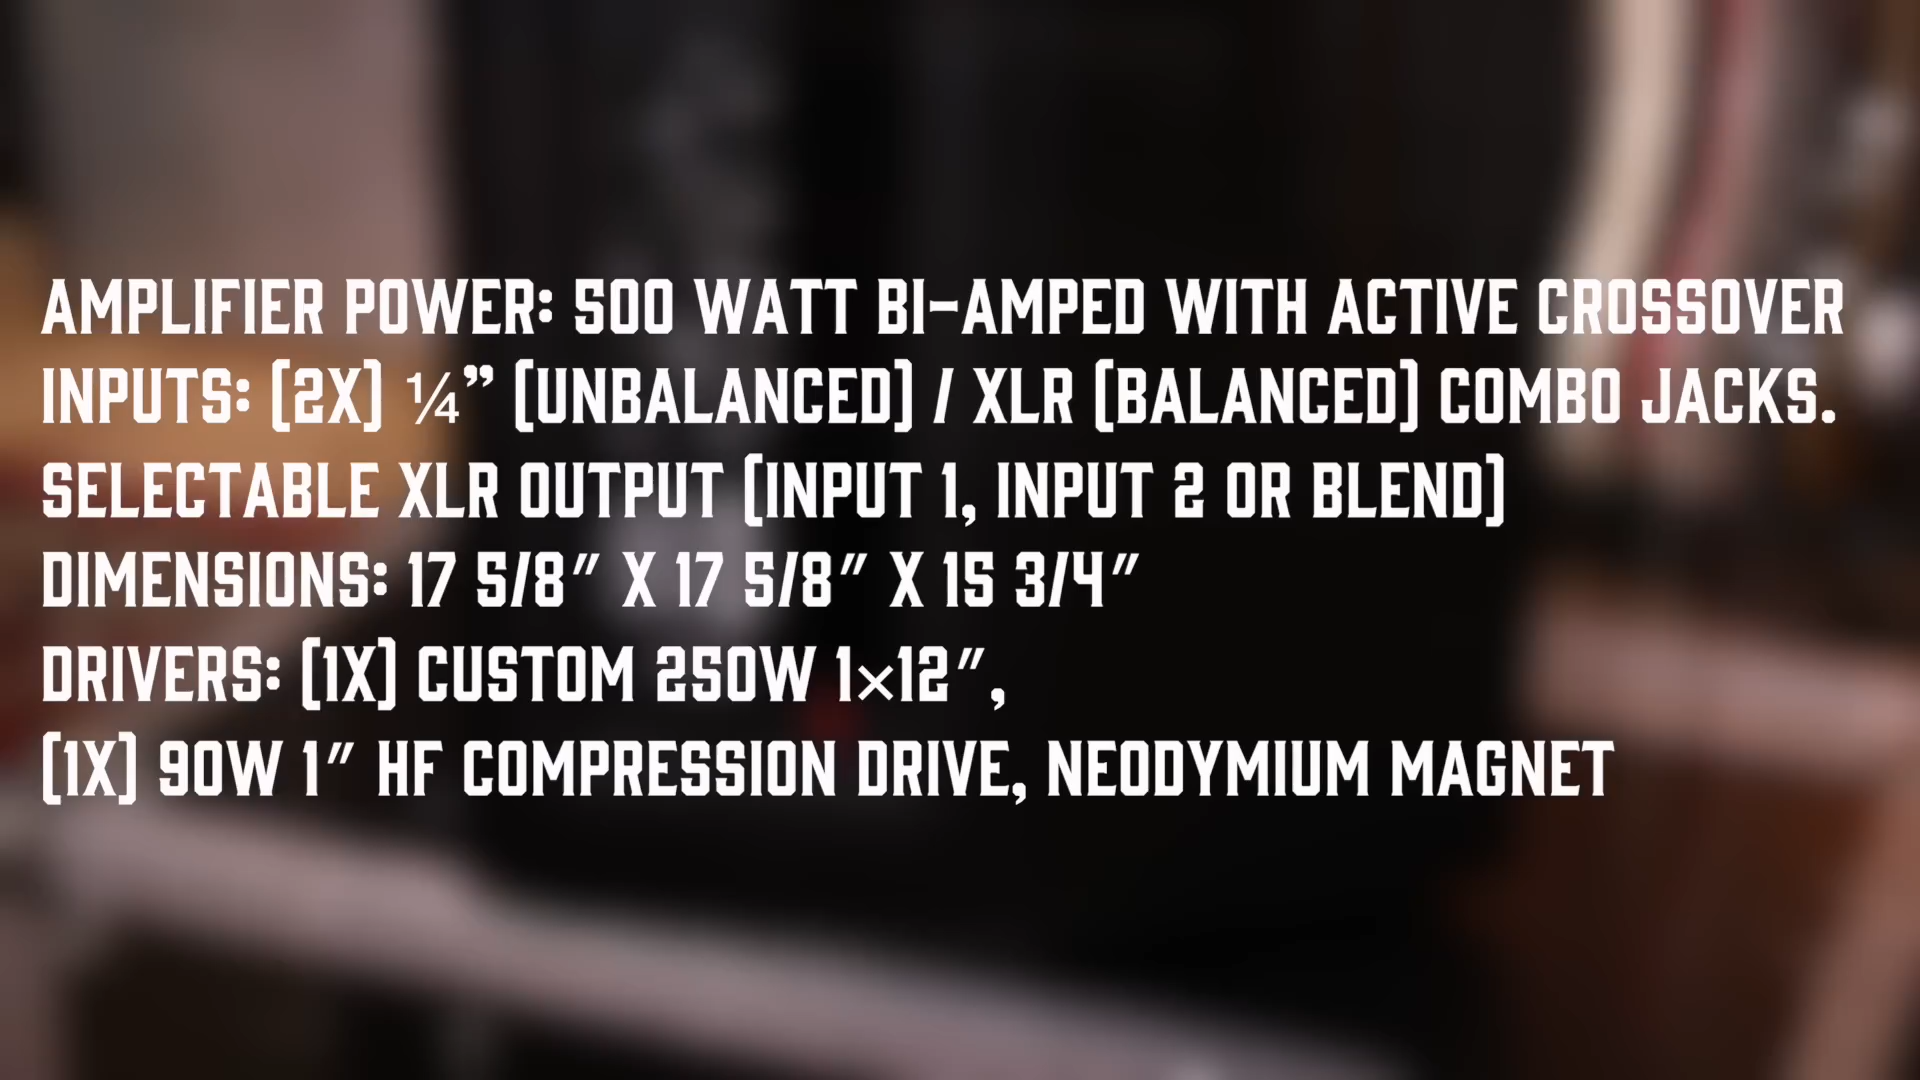 AMPLIFIER POWER: 500 WATT BI-AMPED WITH ACTIVE CROSSOVER
INPUTS: (2X) ¼” (UNBALANCED) / XLR (BALANCED) COMBO JACKS.
SELECTABLE XLR OUTPUT (INPUT 1, INPUT 2 OR BLEND)
DIMENSIONS: 17 5/8″ X 17 5/8″ X 15 3/4″
DRIVERS: (1X) CUSTOM 250W 1×12″,
(1X) 90W 1″ HF COMPRESSION DRIVE, NEODYMIUM MAGNET